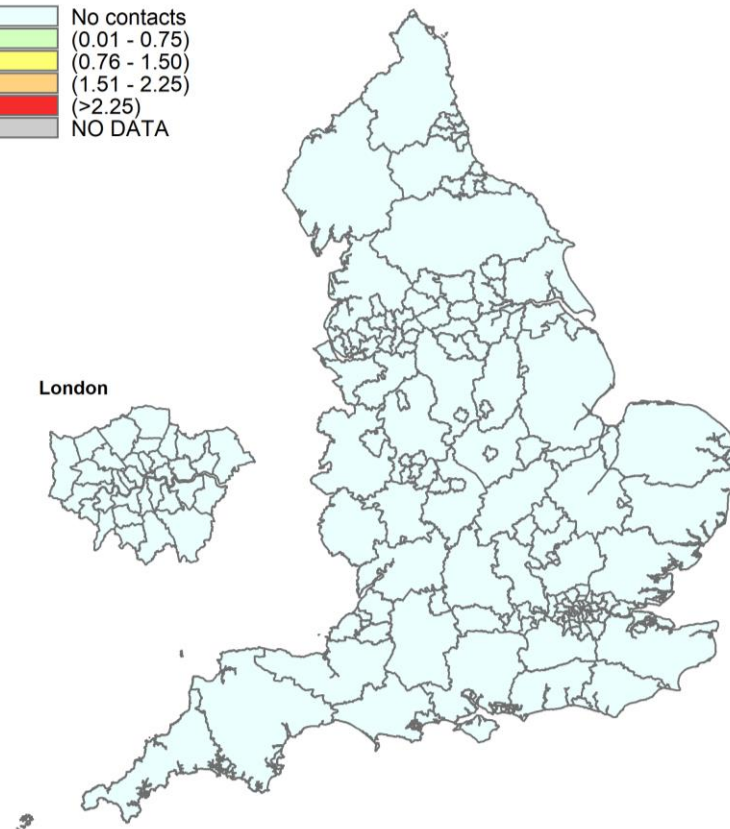 No contacts
(0.01 - 0.75)
(0.76 - 1.50)
(1.51 - 2.25)
(>2.25)
NO DATA
London